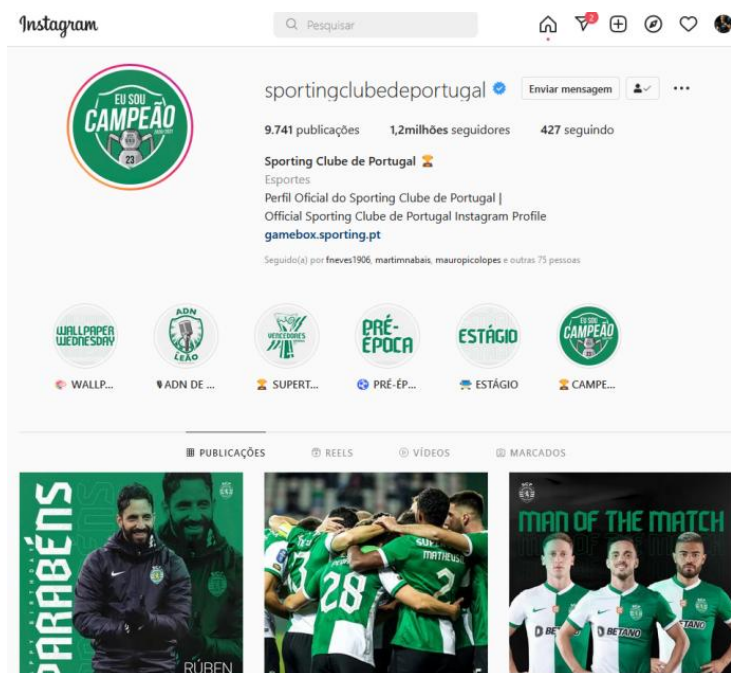 Instagram
Pesquisar
2
sportingclubedeportugal
Enviar mensagem
9.741 publicações 1,2milhões seguidores 427 seguindo
Sporting Clube de Portugal
Esportes
Perfil Oficial do Sporting Clube de Portugal |
Official Sporting Clube de Portugal Instagram Profile
gamebox.sporting.pt
Seguido(a) por fneves1906, martimnabais, mauropicolopes e outras 75 pessoas
EU SOU
CAMPEÃO
23
WALLPAPER
WEDNESDAY
ADN
LEÃO
VENCEDORES
PRÉ-
ÉPOCA
ESTÁGIO
EU SOU
CAMPEÃO
WALLP...
ADN DE ...
SUPERT...
PRÉ-ÉP...
ESTÁGIO
CAMPE...
PUBLICAÇÕES REELS VÍDEOS MARCADOS
PARABÉNS
RÚBEN
28
MATHEUS
2
MAN OF THE MATCH
BETANO
ETANO